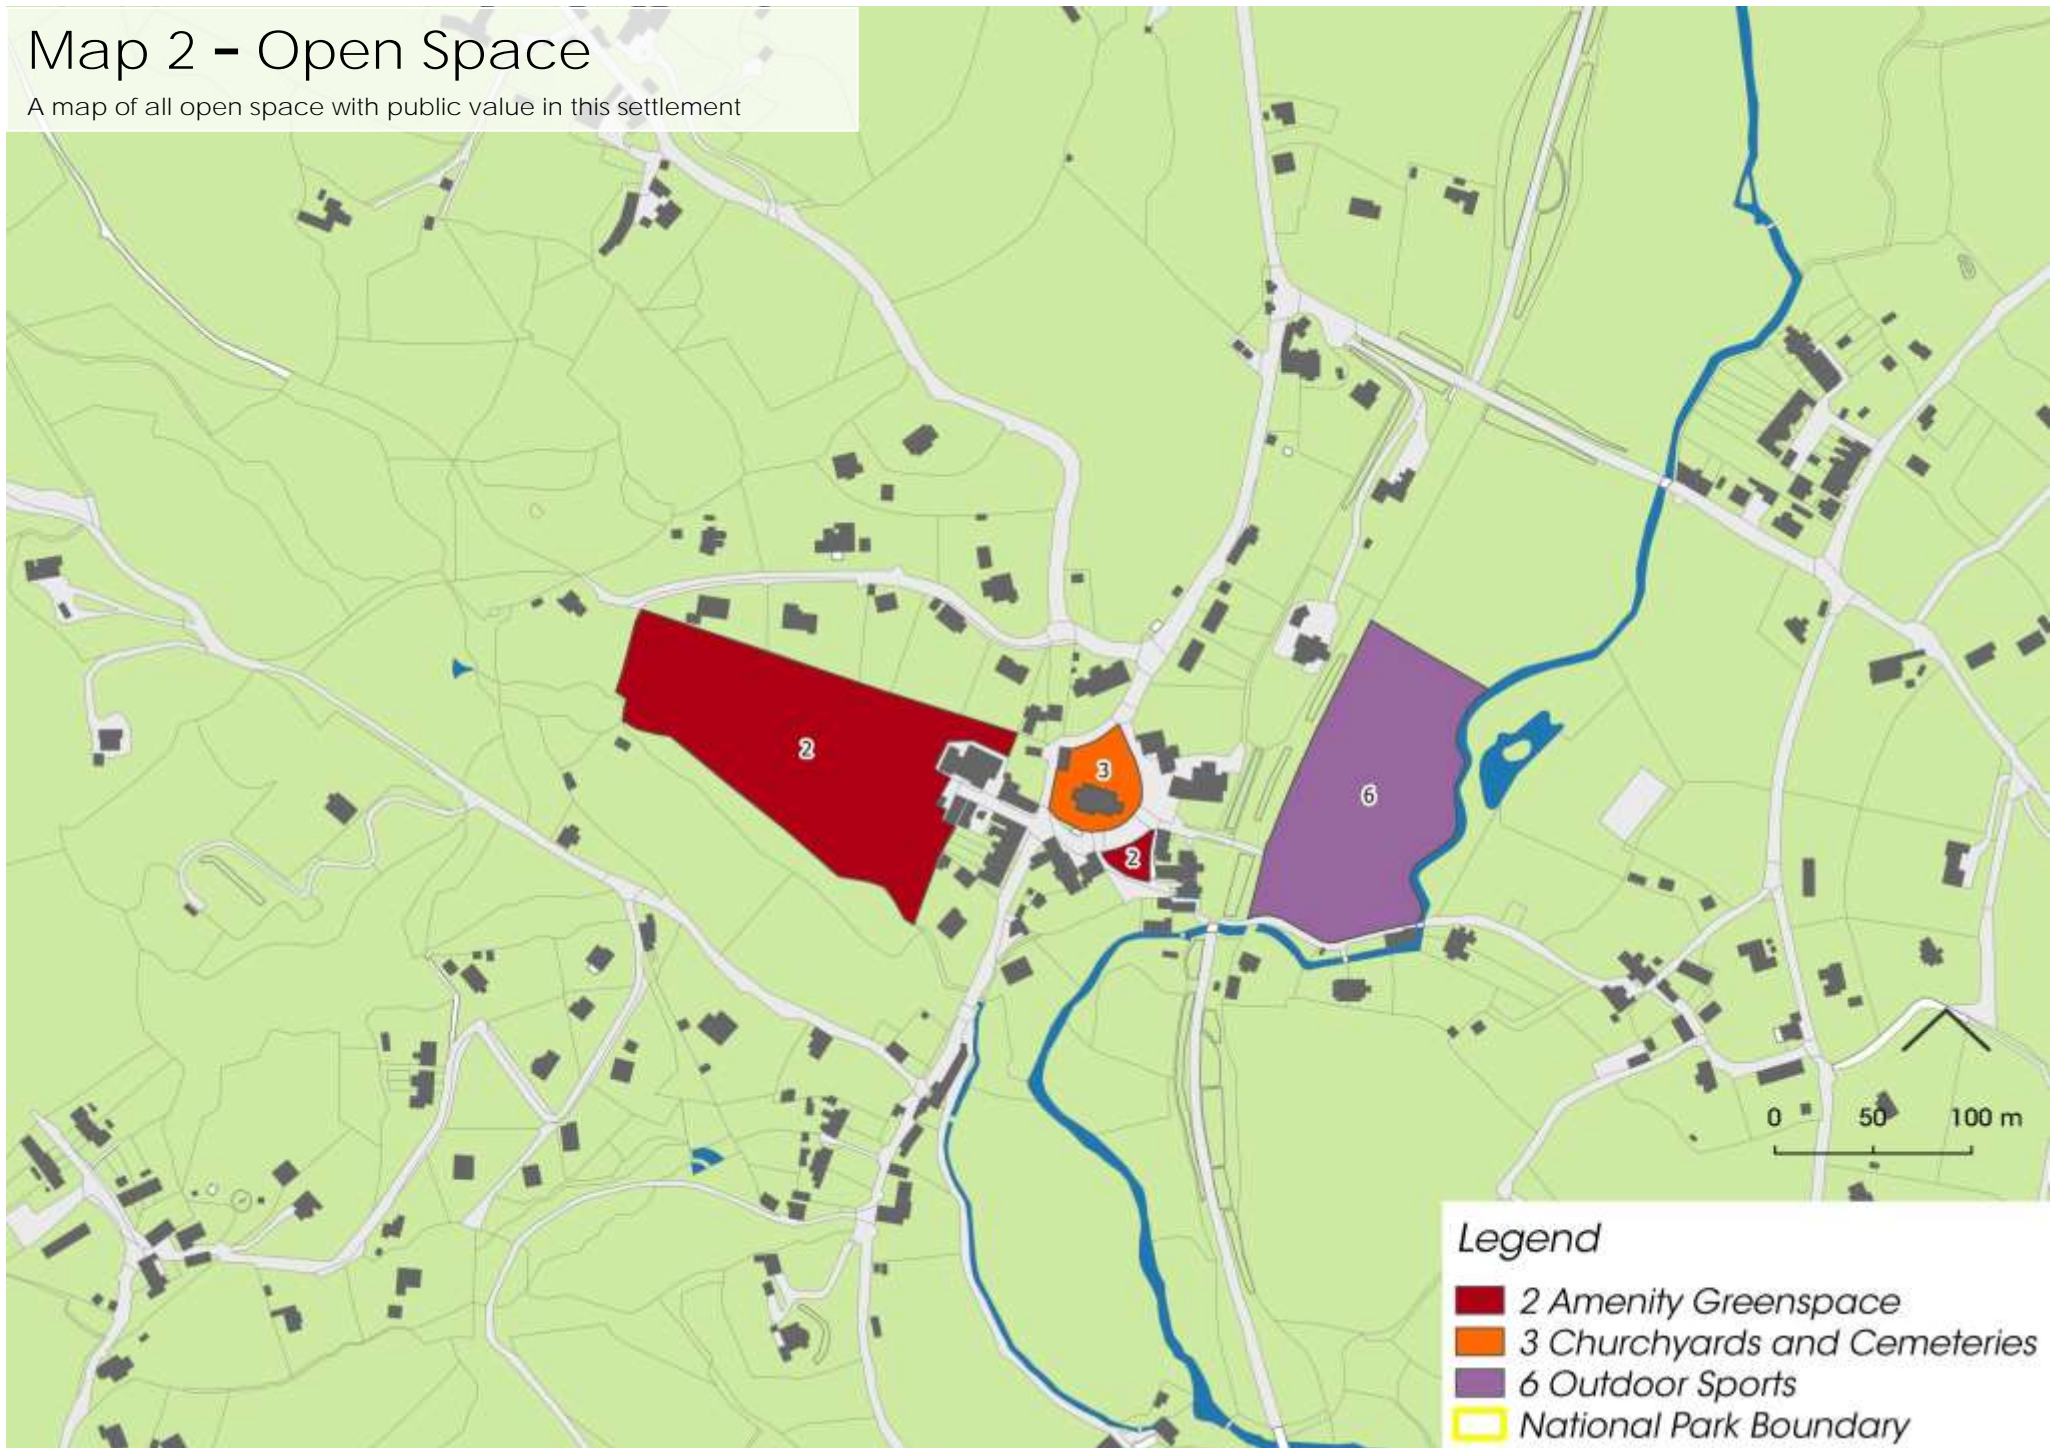 Map 2 – Open Space
A map of all open space with public value in this settlement
2
3
6
2
0 50 100 m
Legend
2 Amenity Greenspace
3 Churchyards and Cemeteries
6 Outdoor Sports
National Park Boundary